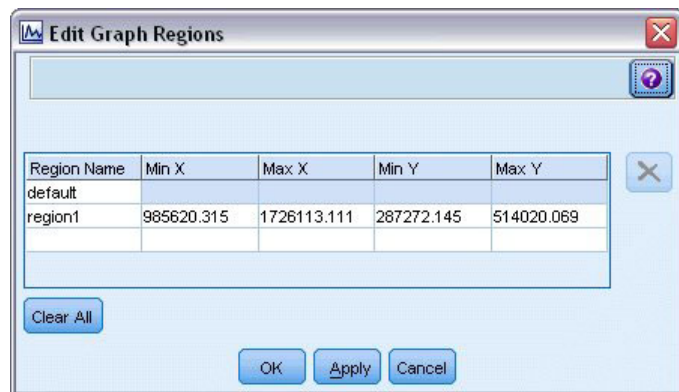 Edit Graph Regions
Region Name Min X Max X Min Y Max Y
default
region1 985620.315 1726113.111 287272.145 514020.069
Clear All
OK Apply Cancel